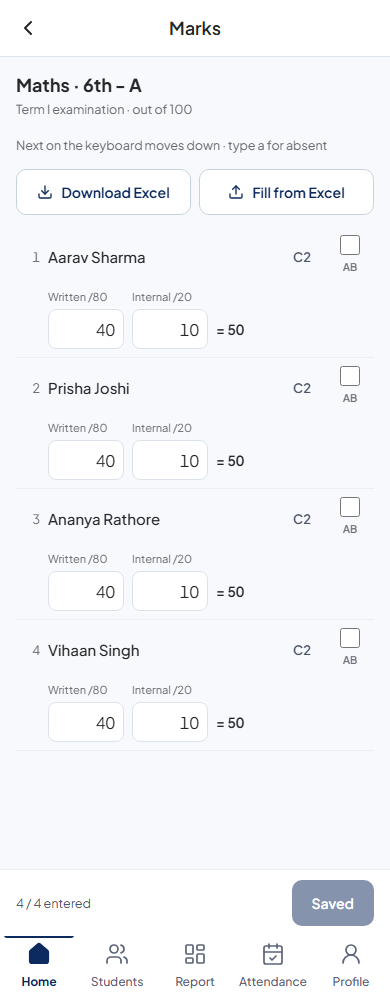 Marks
Maths · 6th - A
Term I examination · out of 100
Next on the keyboard moves down · type a for absent
Download Excel
Fill from Excel
1 Aarav Sharma C2
AB
Written /80 Internal /20
40 10 = 50
2 Prisha Joshi C2
AB
Written /80 Internal /20
40 10 = 50
3 Ananya Rathore C2
AB
Written /80 Internal /20
40 10 = 50
4 Vihaan Singh C2
AB
Written /80 Internal /20
40 10 = 50
4 / 4 entered
Saved
Home Students Report Attendance Profile